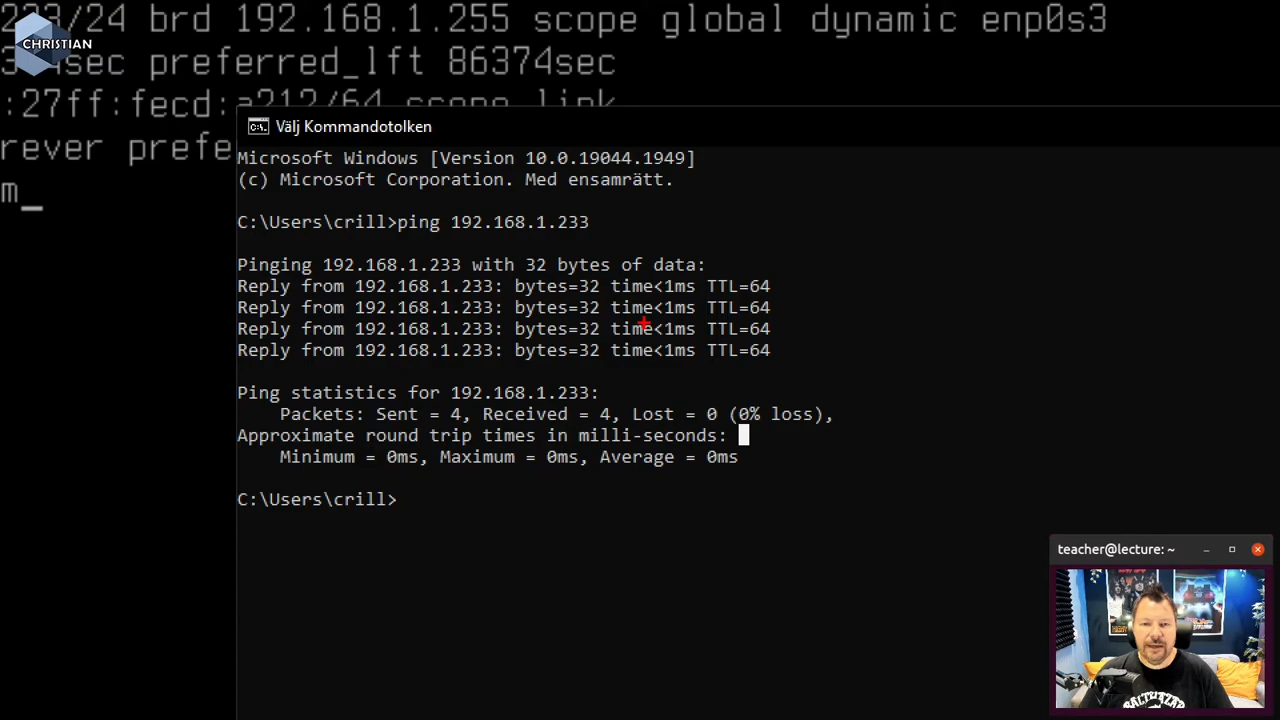 233/24 brd 192.168.1.255 scope global dynamic enp0s3
CHRISTIAN
4sec preferred_lft 86374sec
:27ff:fecd:a212/64 scope link
rever prefe
m_
Välj Kommandotolken
Microsoft Windows [Version 10.0.19044.1949]
(c) Microsoft Corporation. Med ensamrätt.
C:\Users\crill>ping 192.168.1.233
Pinging 192.168.1.233 with 32 bytes of data:
Reply from 192.168.1.233: bytes=32 time<1ms TTL=64
Reply from 192.168.1.233: bytes=32 time<1ms TTL=64
Reply from 192.168.1.233: bytes=32 time<1ms TTL=64
Reply from 192.168.1.233: bytes=32 time<1ms TTL=64
Ping statistics for 192.168.1.233:
Packets: Sent = 4, Received = 4, Lost = 0 (0% loss),
Approximate round trip times in milli-seconds:
Minimum = 0ms, Maximum = 0ms, Average = 0ms
C:\Users\crill>
teacher@lecture: ~